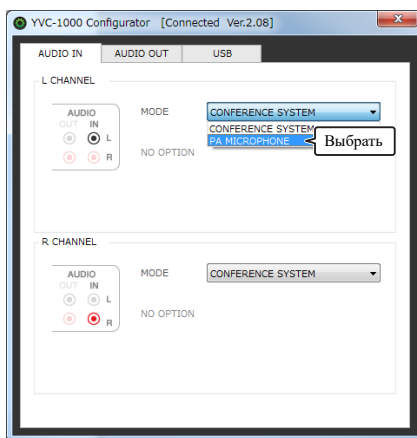 YVC-1000 Configurator [Connected Ver.2.08]
x
AUDIO IN AUDIO OUT USB
L CHANNEL
AUDIO
OUT IN
L
R
MODE
CONFERENCE SYSTEM
CONFERENCE SYSTEM
PA MICROPHONE
Выбрать
NO OPTION
R CHANNEL
AUDIO
OUT IN
L
R
MODE
CONFERENCE SYSTEM
NO OPTION